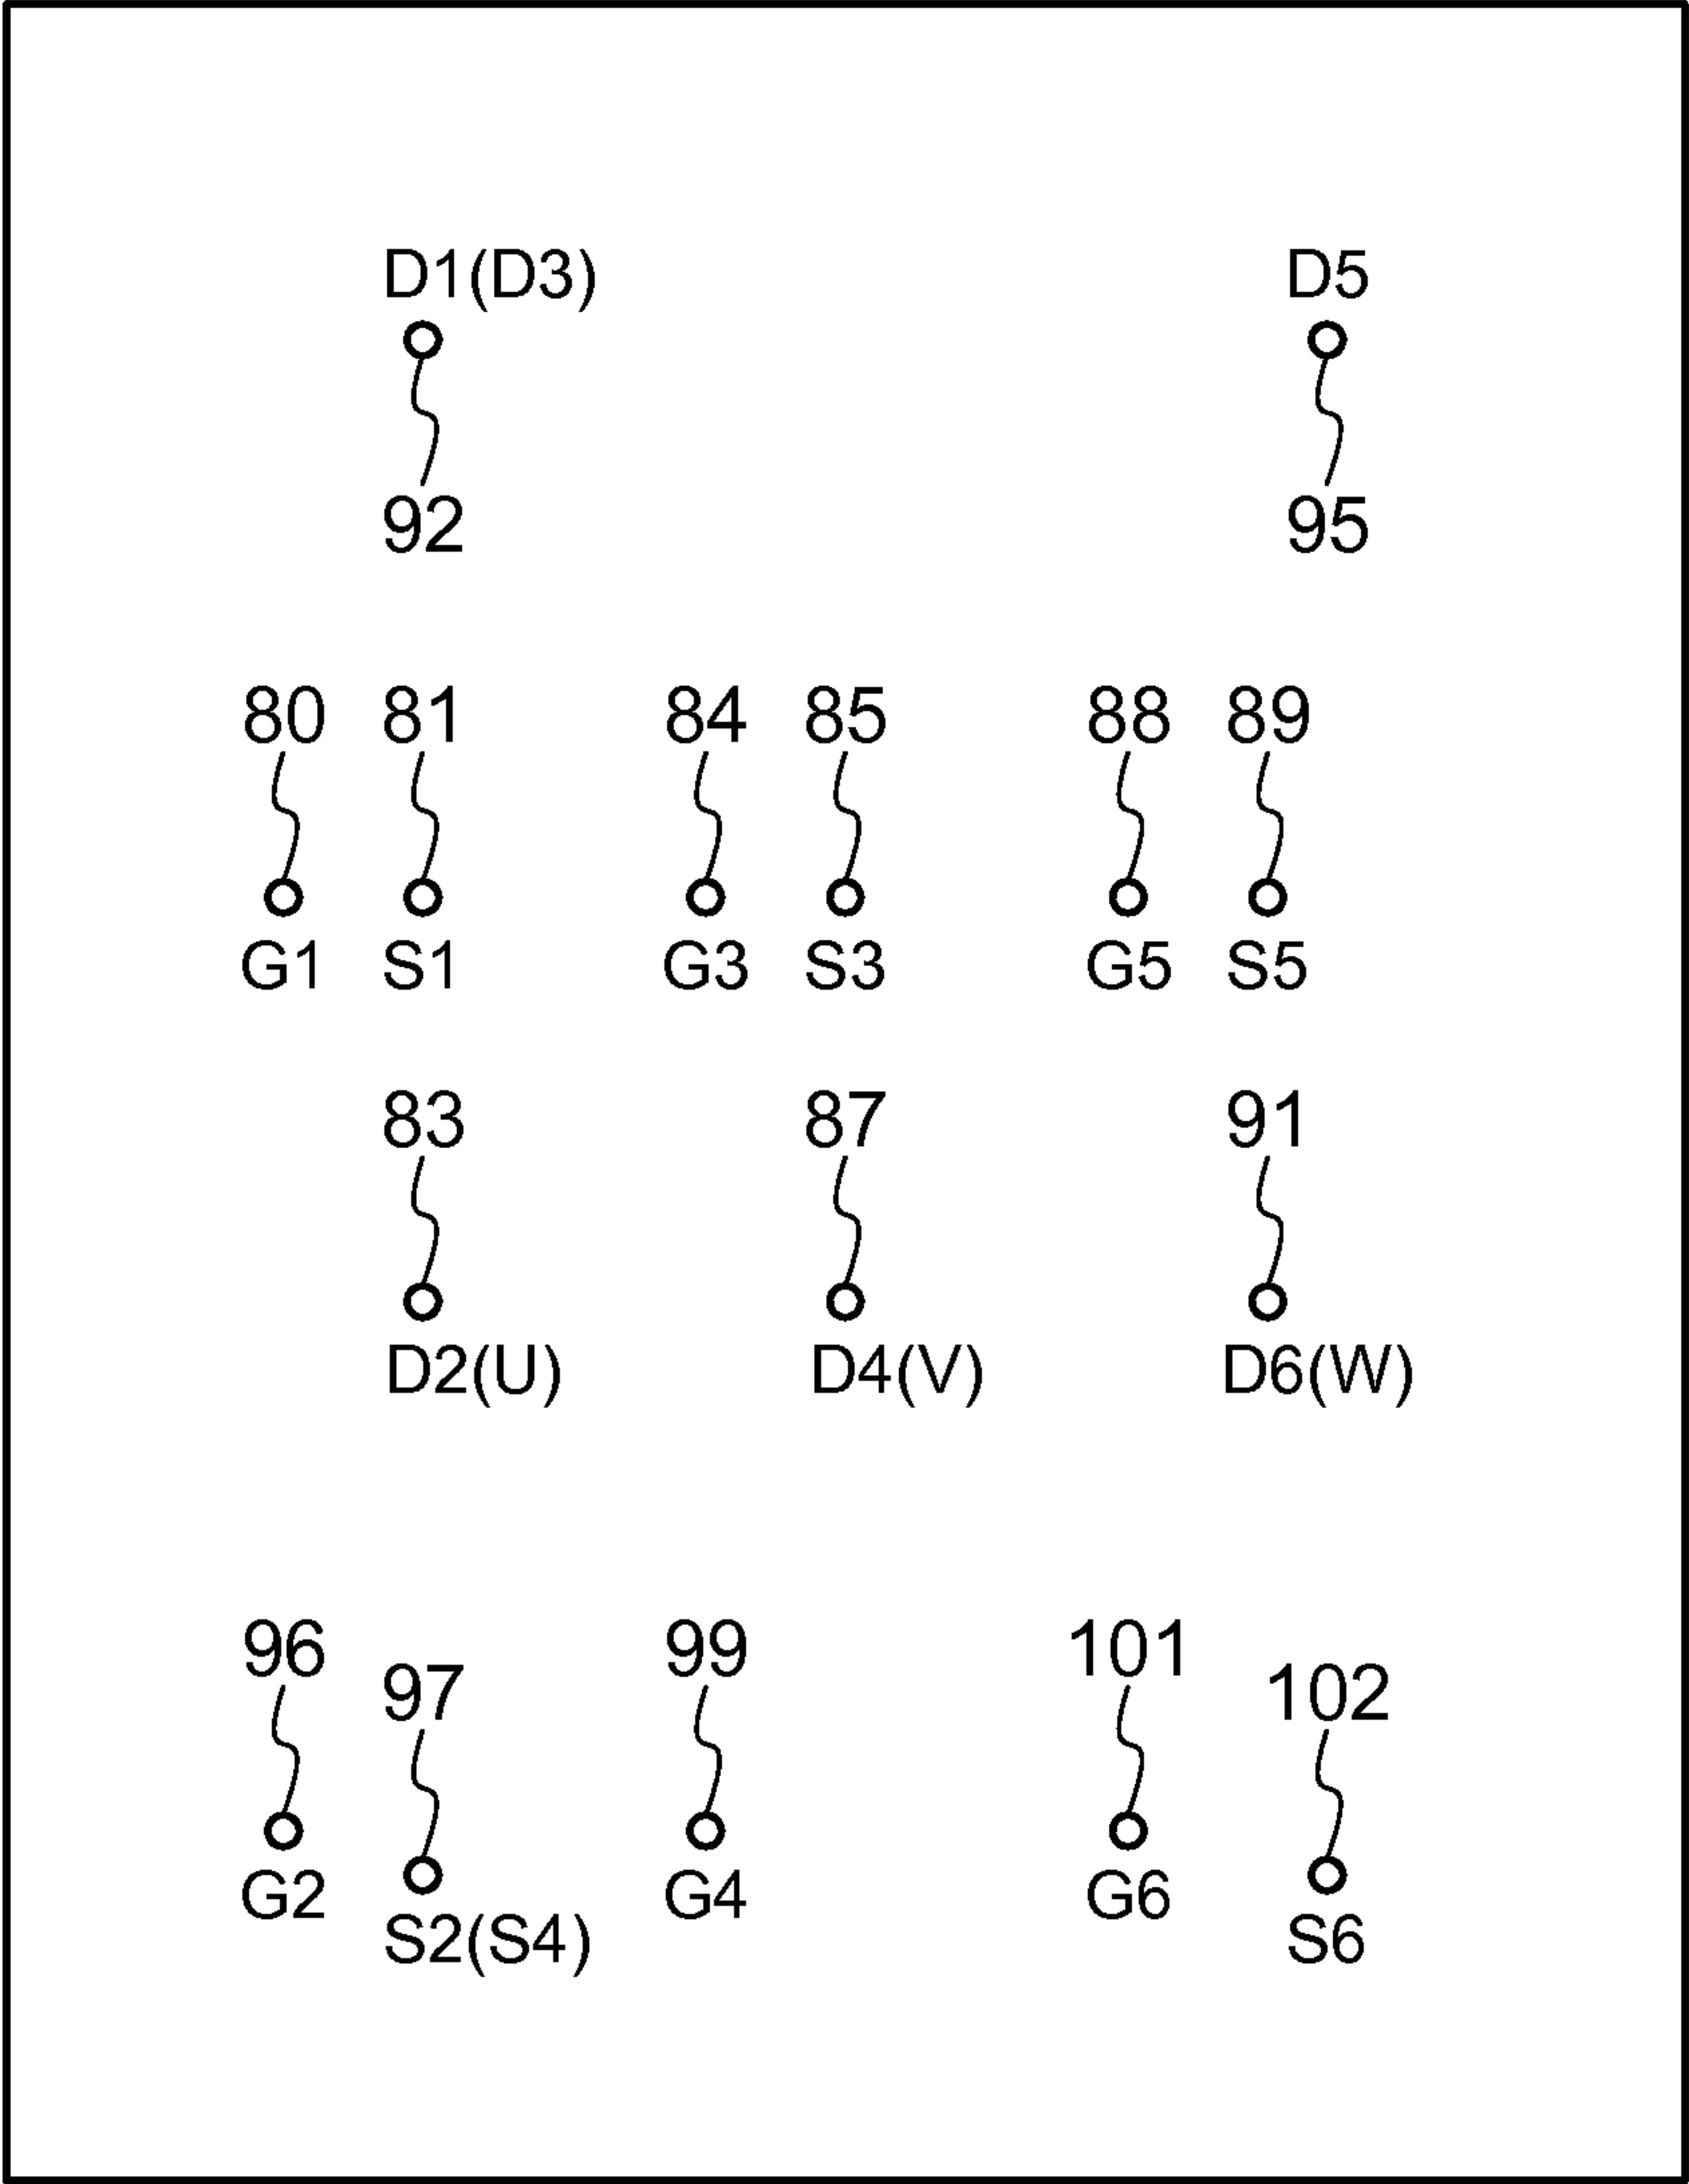 D1(D3) D5
92 95
80 81 84 85 88 89
G1 S1 G3 S3 G5 S5
83 87 91
D2(U) D4(V) D6(W)
96 99 101
97 102
G2 G4 G6
S2(S4) S6